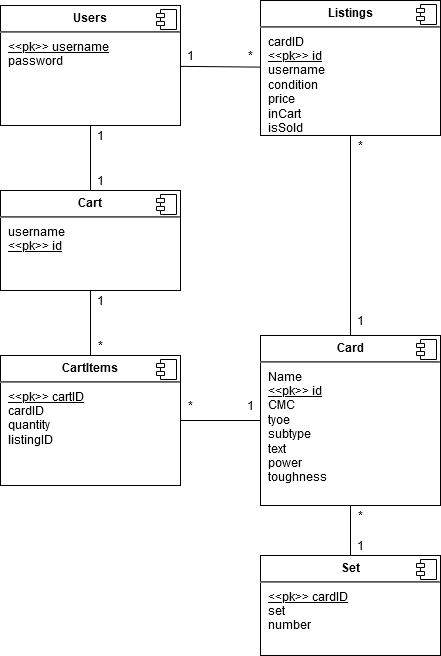 Users
<<pk>> username
password
1
*
Listings
cardID
<<pk>> id
username
condition
price
inCart
isSold
1
1
*
1
Cart
username
<<pk>> id
1
*
CartItems
<<pk>> cartID
cardID
quantity
listingID
*
1
Card
Name
<<pk>> id
CMC
tyoe
subtype
text
power
toughness
*
1
Set
<<pk>> cardID
set
number